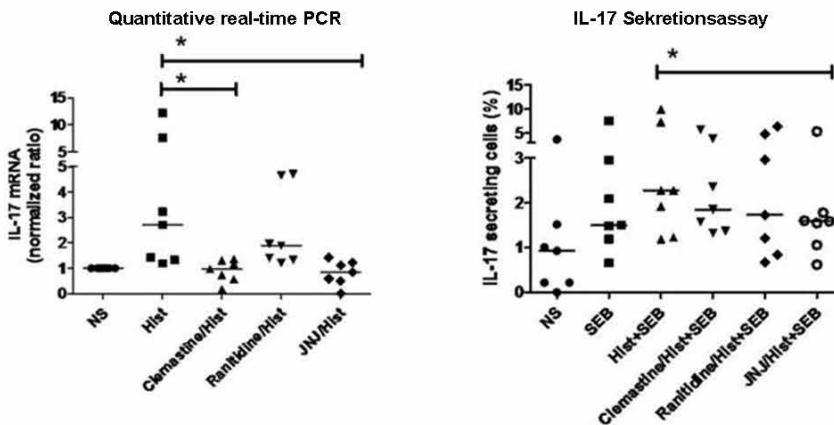 Quantitative real-time PCR
*
*
15
10
5
5
4
3
2
1
0
IL-17 mRNA
(normalized ratio)
NS
Hist
Clemastine/Hist
Ranitidine/Hist
JNJ/Hist
IL-17 Sekretionsassay
*
15
10
5
3
2
1
0
IL-17 secreting cells (%)
NS
SEB
Hist+SEB
Clemastine/Hist+SEB
Ranitidine/Hist+SEB
JNJ/Hist+SEB